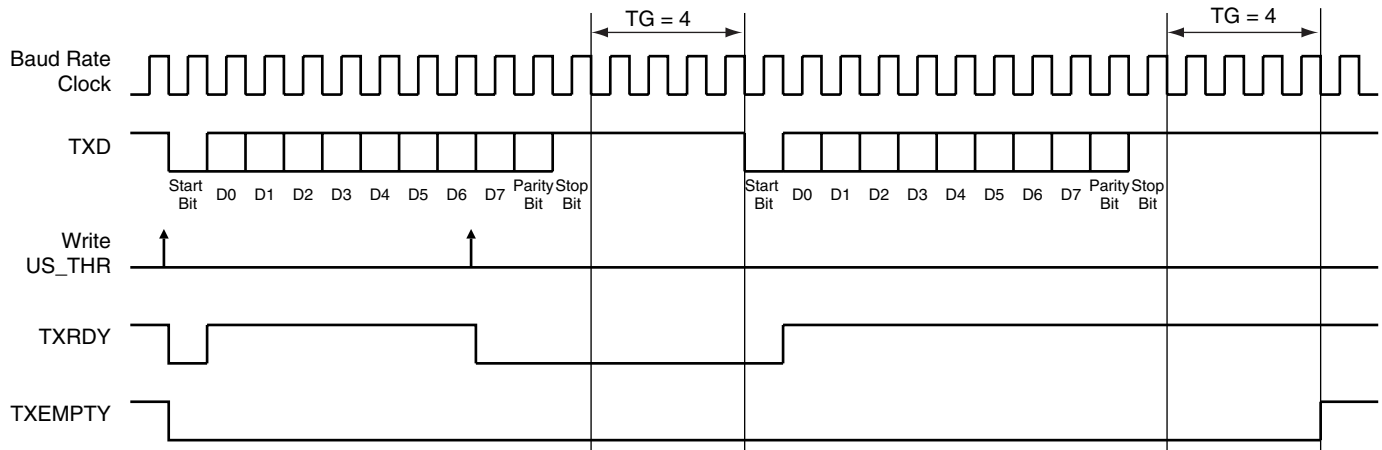 TG = 4
TG = 4
Baud Rate
Clock
TXD
Start
Bit
D0
D1
D2
D3
D4
D5
D6
D7
Parity
Bit
Stop
Bit
Start
Bit
D0
D1
D2
D3
D4
D5
D6
D7
Parity
Bit
Stop
Bit
Write
US_THR
TXRDY
TXEMPTY